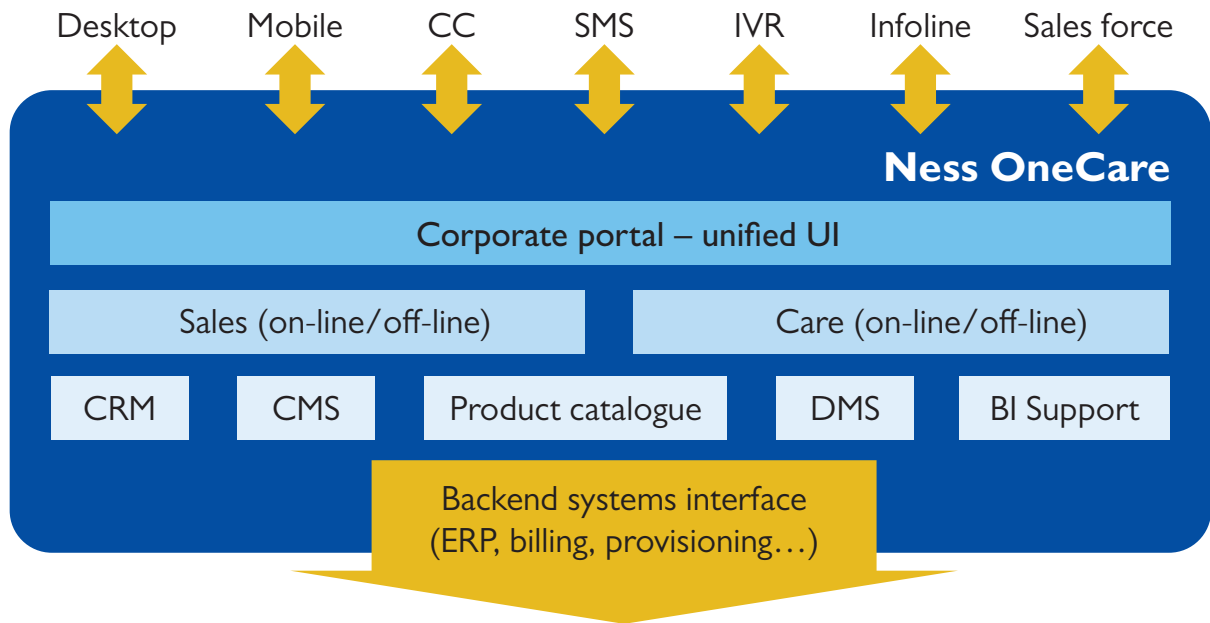 Desktop Mobile CC SMS IVR Infoline Sales force
Ness OneCare
Corporate portal – unified UI
Sales (on-line/off-line) Care (on-line/off-line)
CRM CMS Product catalogue DMS BI Support
Backend systems interface
(ERP, billing, provisioning…)